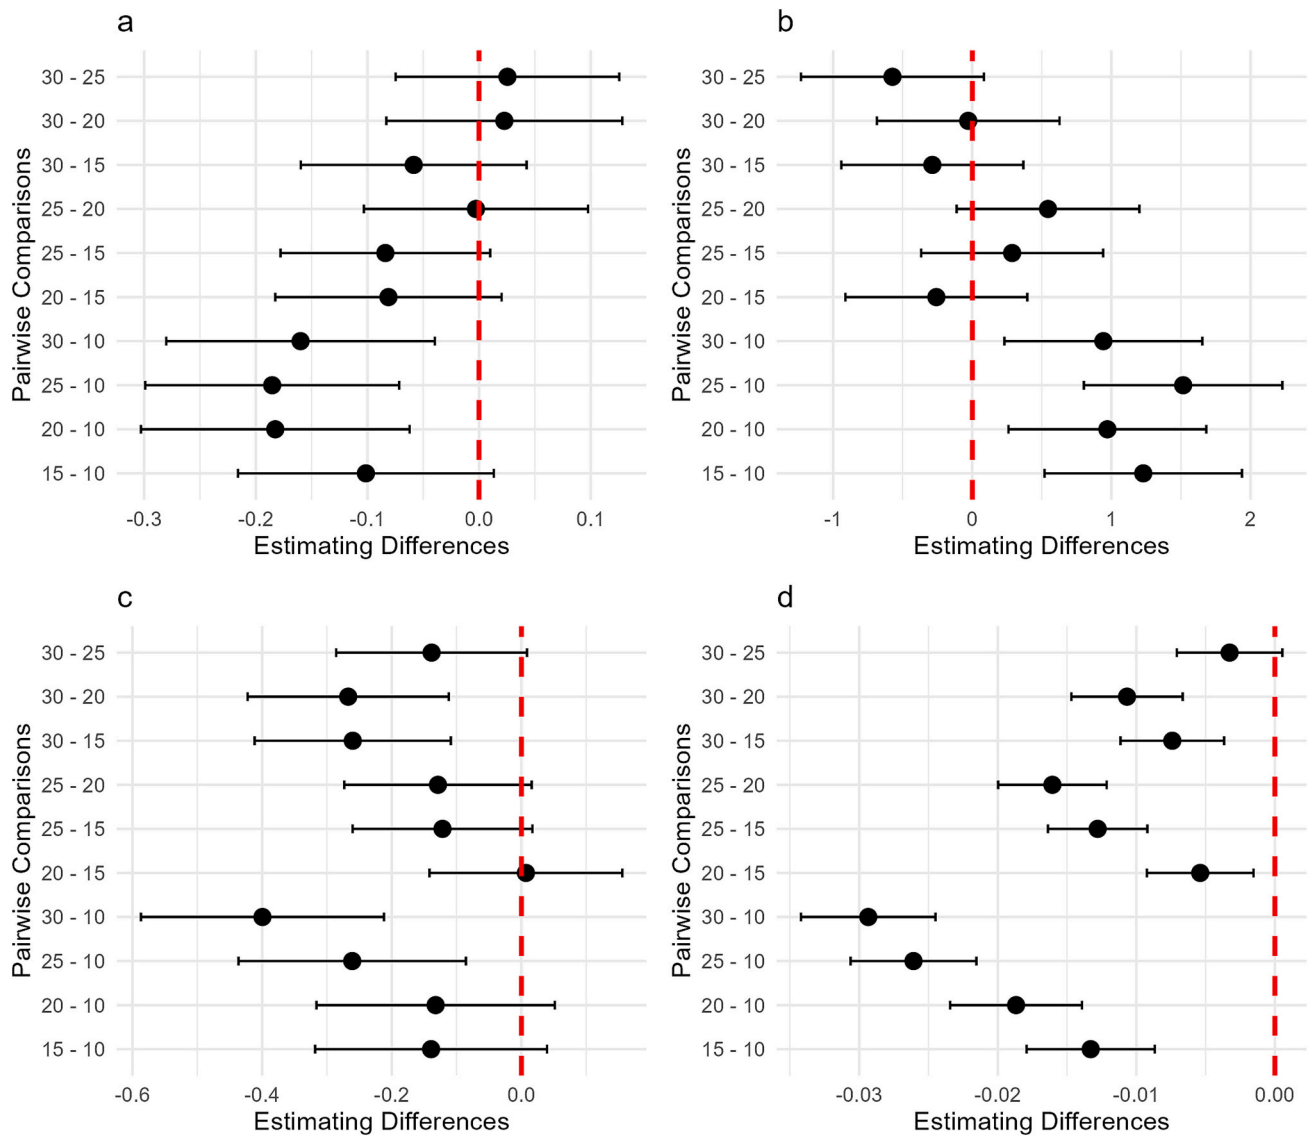 a
Pairwise Comparisons
30 - 25
30 - 20
30 - 15
25 - 20
25 - 15
20 - 15
30 - 10
25 - 10
20 - 10
15 - 10
-0.3 -0.2 -0.1 0.0 0.1
Estimating Differences
b
Pairwise Comparisons
30 - 25
30 - 20
30 - 15
25 - 20
25 - 15
20 - 15
30 - 10
25 - 10
20 - 10
15 - 10
-1 0 1 2
Estimating Differences
c
Pairwise Comparisons
30 - 25
30 - 20
30 - 15
25 - 20
25 - 15
20 - 15
30 - 10
25 - 10
20 - 10
15 - 10
-0.6 -0.4 -0.2 0.0
Estimating Differences
d
Pairwise Comparisons
30 - 25
30 - 20
30 - 15
25 - 20
25 - 15
20 - 15
30 - 10
25 - 10
20 - 10
15 - 10
-0.03 -0.02 -0.01 0.00
Estimating Differences